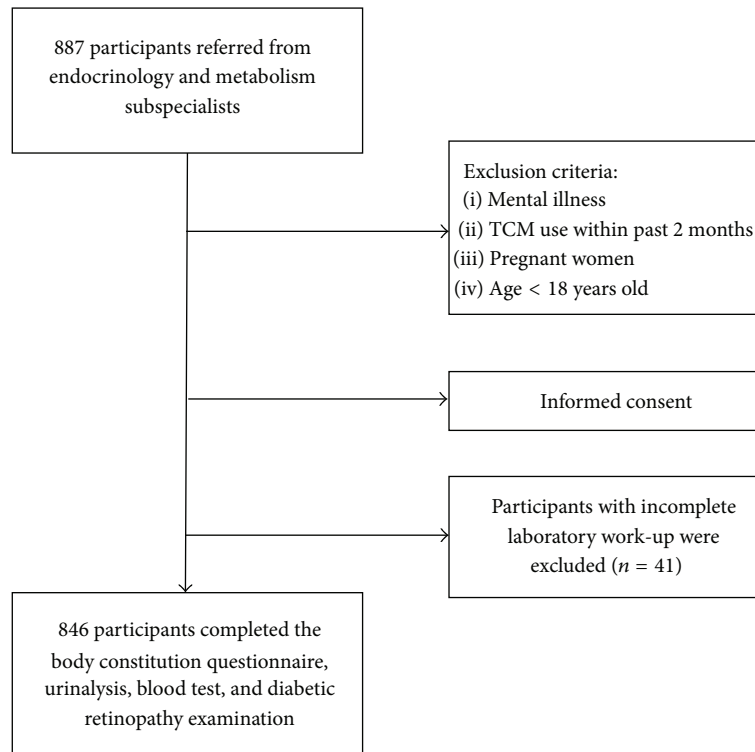 887 participants referred from
endocrinology and metabolism
subspecialists
Exclusion criteria:
(i) Mental illness
(ii) TCM use within past 2 months
(iii) Pregnant women
(iv) Age < 18 years old
Informed consent
Participants with incomplete
laboratory work-up were
excluded (n = 41)
846 participants completed the
body constitution questionnaire,
urinalysis, blood test, and diabetic
retinopathy examination